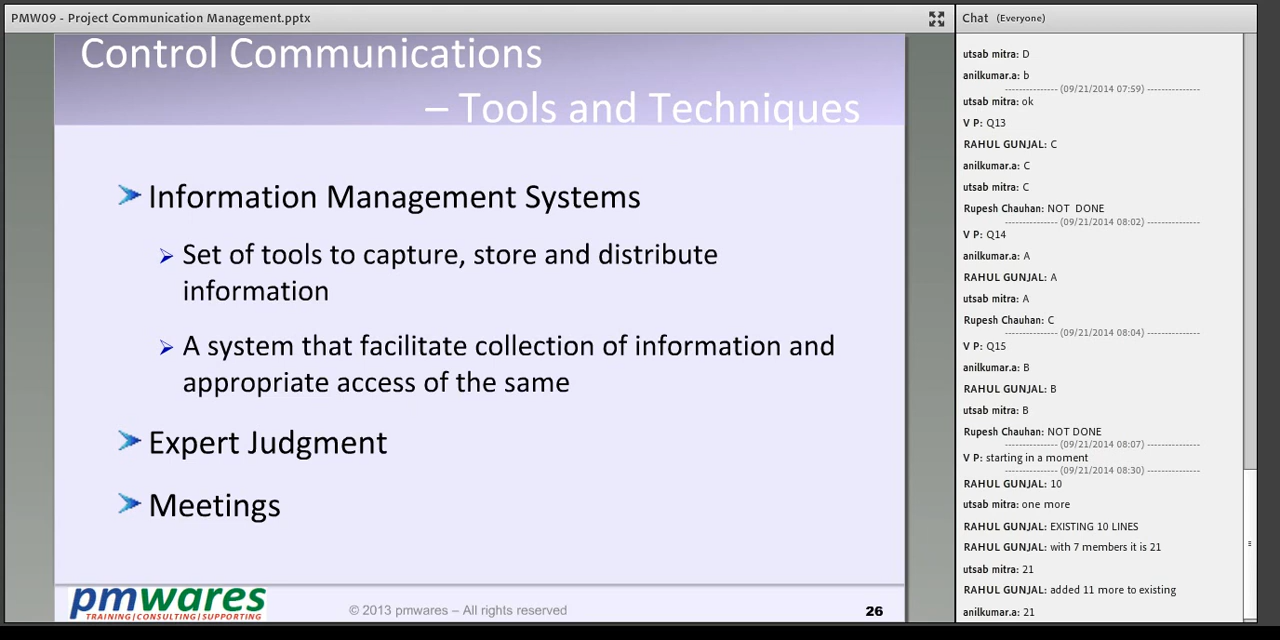 PMW09 - Project Communication Management.pptx
Control Communications
– Tools and Techniques
Information Management Systems
Set of tools to capture, store and distribute
information
A system that facilitate collection of information and
appropriate access of the same
Expert Judgment
Meetings
pmwares
TRAINING|CONSULTING|SUPPORTING
© 2013 pmwares – All rights reserved
26
Chat (Everyone)
utsab mitra: D
anilkumar.a: b
--------------- (09/21/2014 07:59) ---------------
utsab mitra: ok
V P: Q13
RAHUL GUNJAL: C
anilkumar.a: C
utsab mitra: C
Rupesh Chauhan: NOT DONE
--------------- (09/21/2014 08:02) ---------------
V P: Q14
anilkumar.a: A
RAHUL GUNJAL: A
utsab mitra: A
Rupesh Chauhan: C
--------------- (09/21/2014 08:04) ---------------
V P: Q15
anilkumar.a: B
RAHUL GUNJAL: B
utsab mitra: B
Rupesh Chauhan: NOT DONE
--------------- (09/21/2014 08:07) ---------------
V P: starting in a moment
--------------- (09/21/2014 08:30) ---------------
RAHUL GUNJAL: 10
utsab mitra: one more
RAHUL GUNJAL: EXISTING 10 LINES
RAHUL GUNJAL: with 7 members it is 21
utsab mitra: 21
RAHUL GUNJAL: added 11 more to existing
anilkumar.a: 21